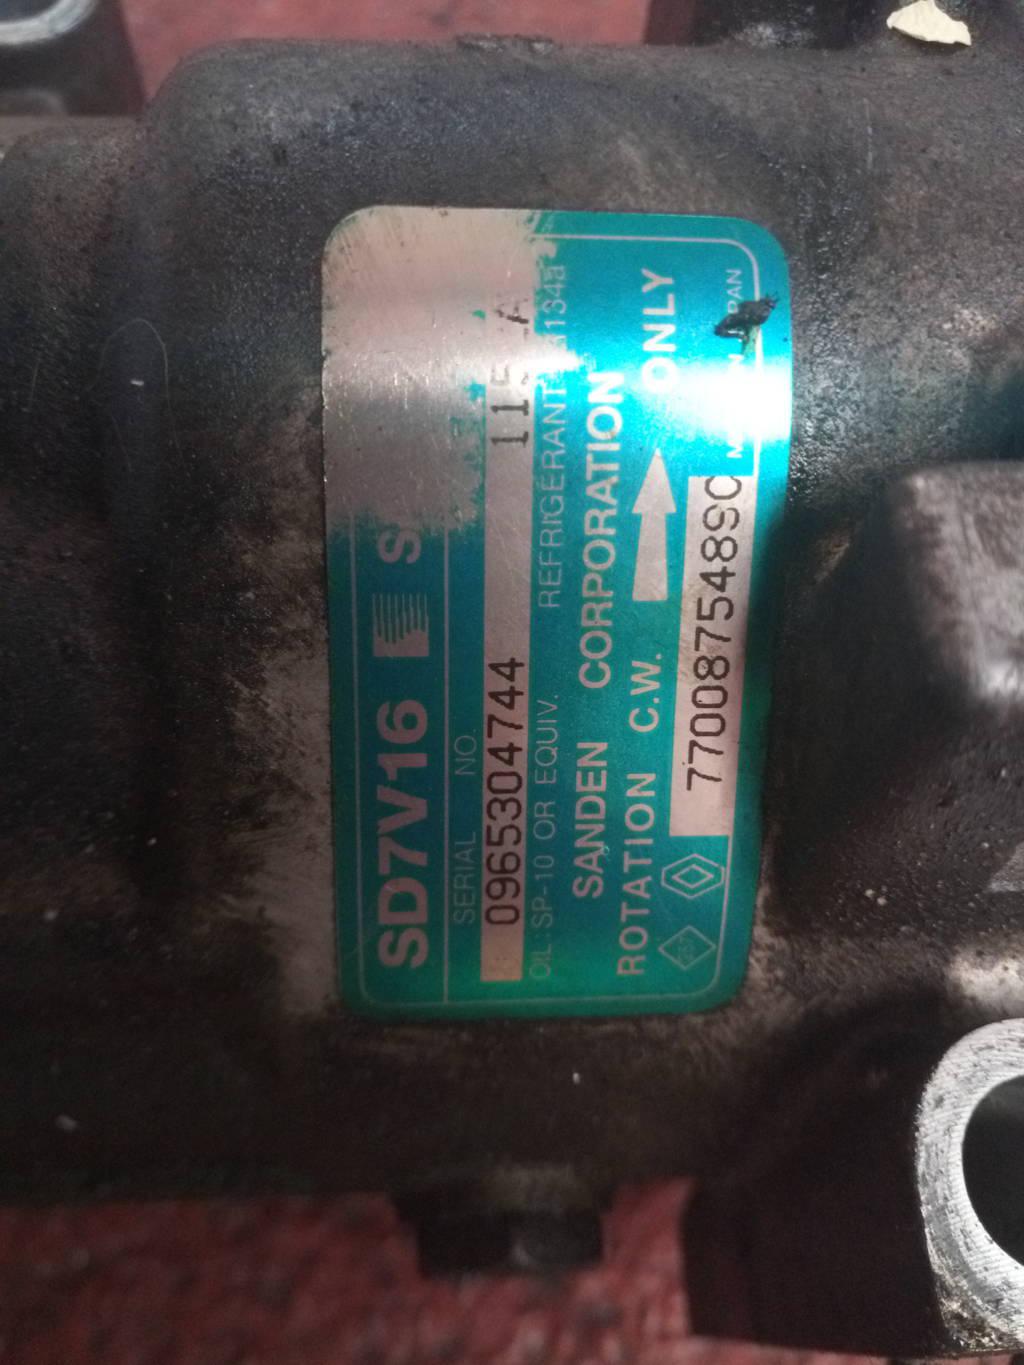 SD7V16
SERIAL NO.
0965304744
OIL: SP-10 OR EQUIV. REFRIGERANT
SANDEN CORPORATION
ROTATION C.W. ONLY
7700875489C